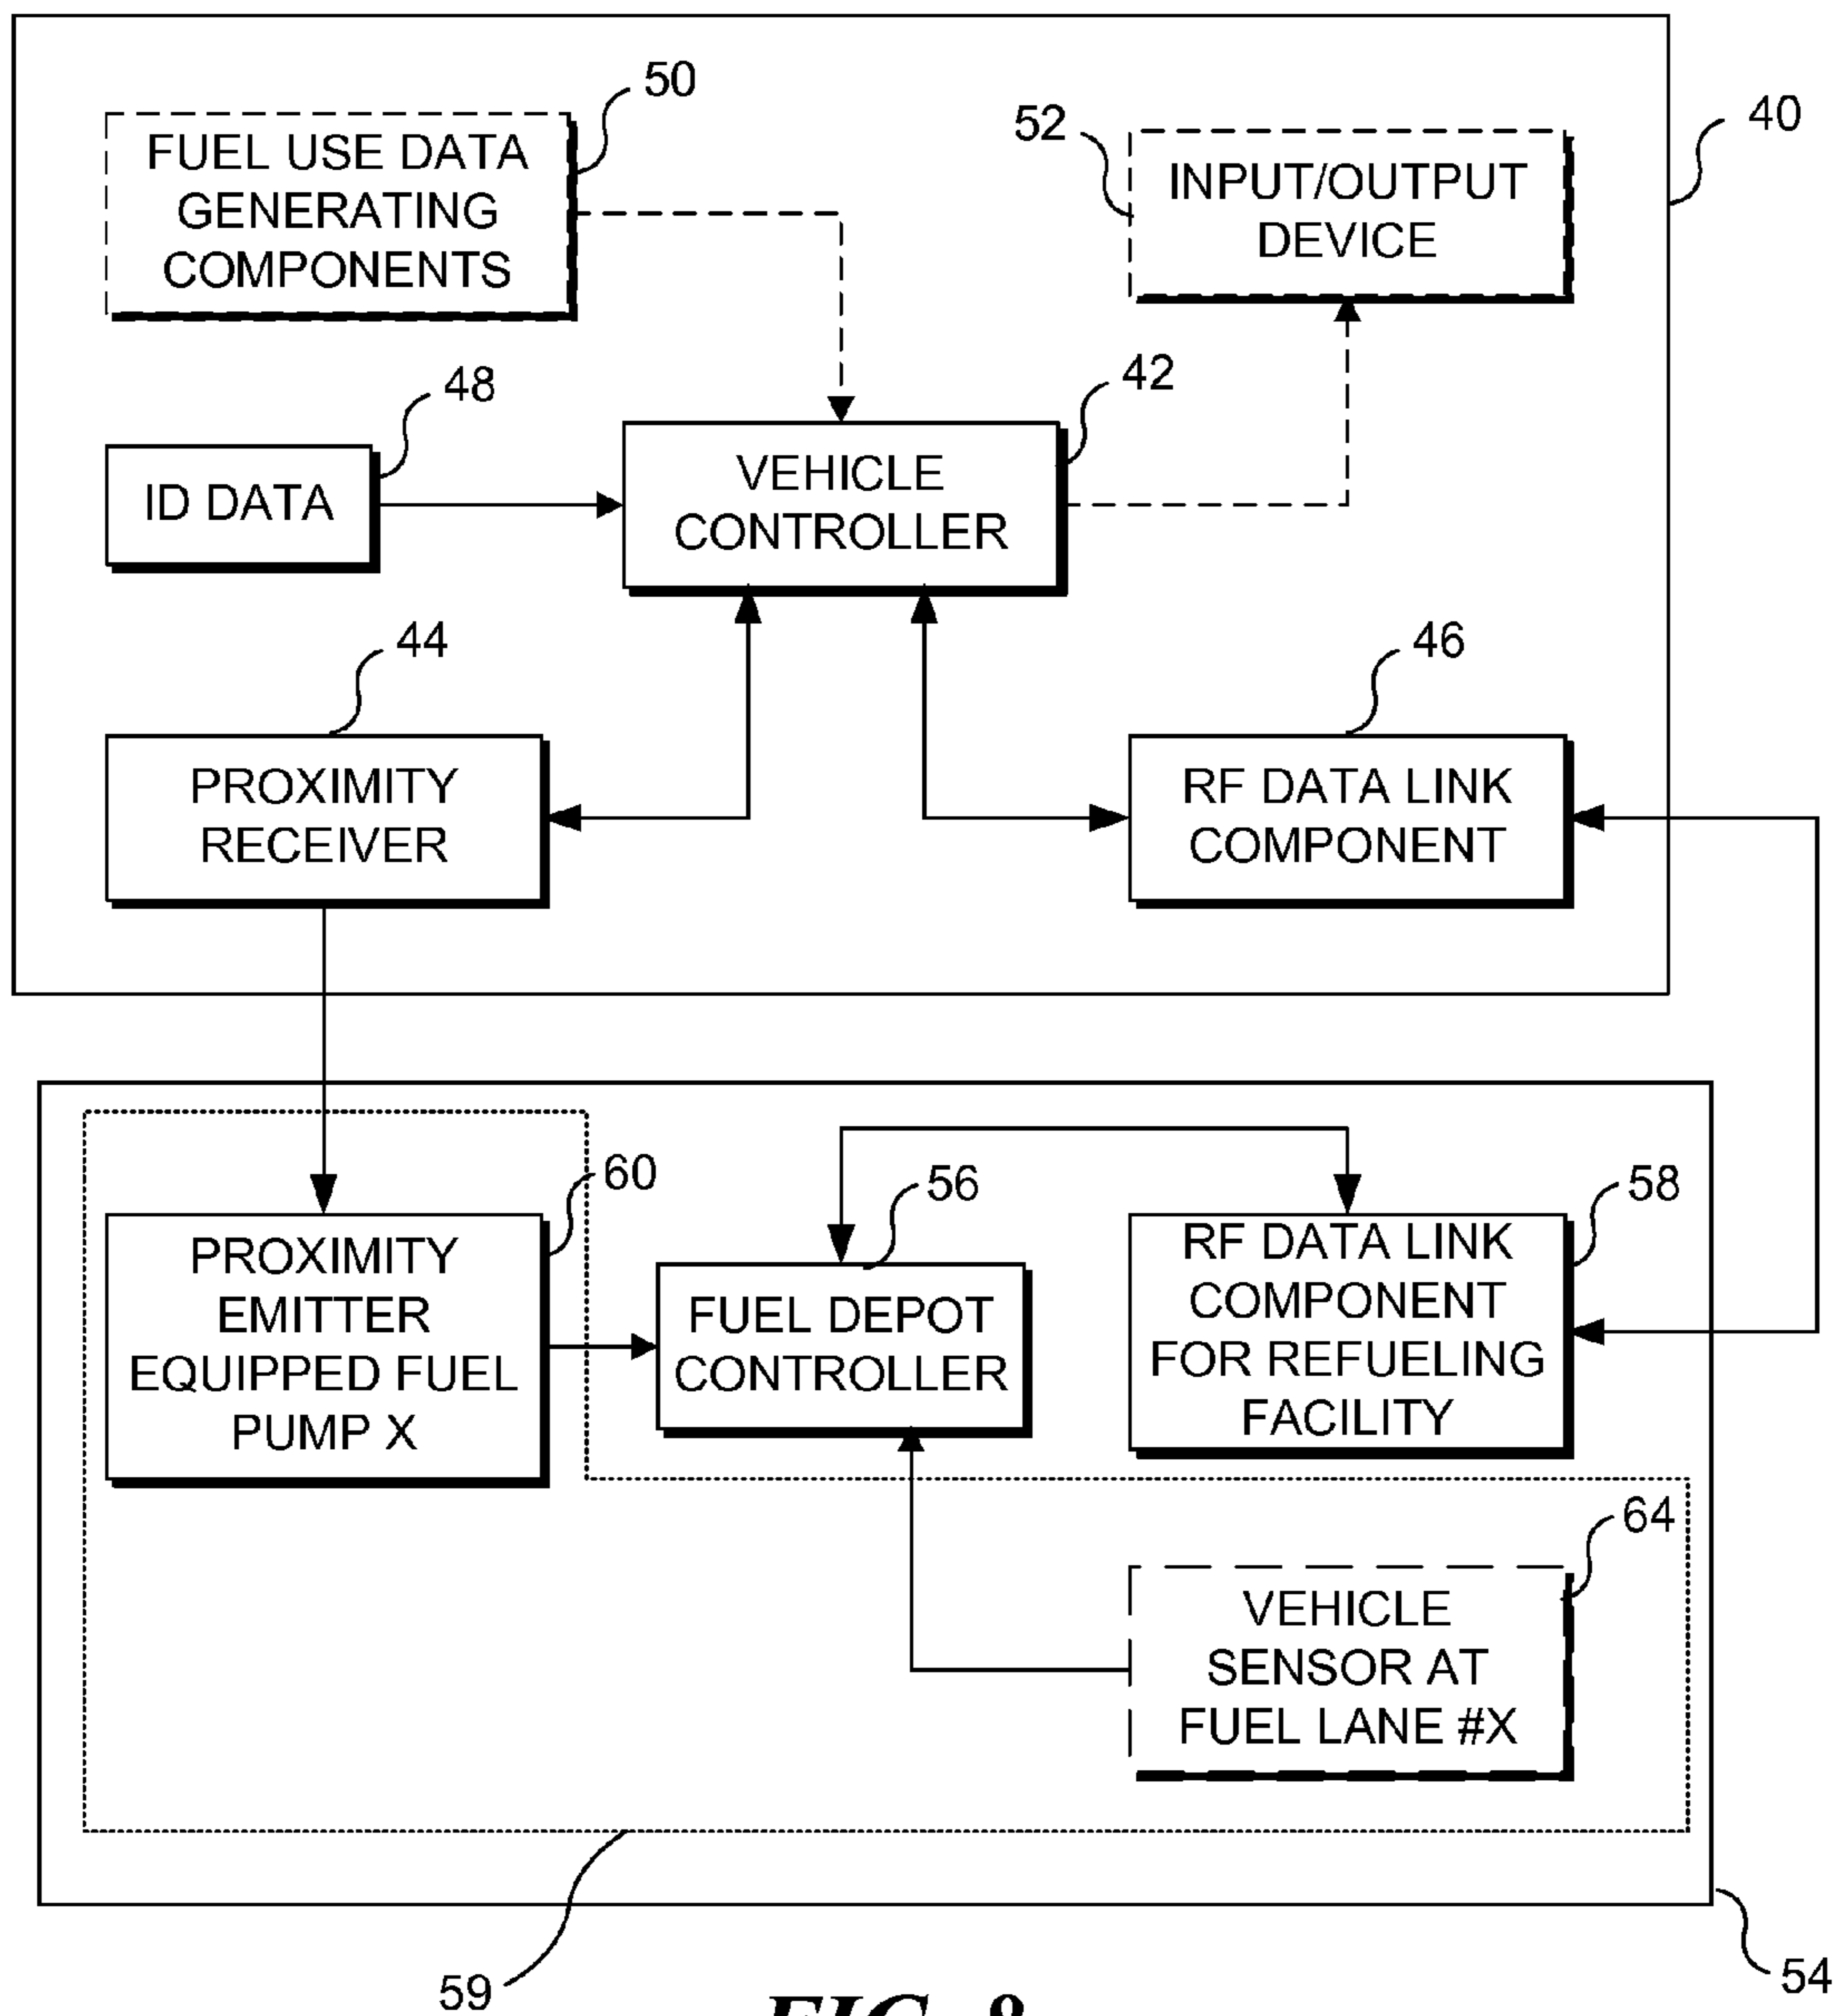 50
FUEL USE DATA
GENERATING
COMPONENTS
52
INPUT/OUTPUT
DEVICE
40
48
ID DATA
42
VEHICLE
CONTROLLER
44
PROXIMITY
RECEIVER
46
RF DATA LINK
COMPONENT
60
PROXIMITY
EMITTER
EQUIPPED FUEL
PUMP X
56
FUEL DEPOT
CONTROLLER
58
RF DATA LINK
COMPONENT
FOR REFUELING
FACILITY
64
VEHICLE
SENSOR AT
FUEL LANE #X
59
54
FIG. 8